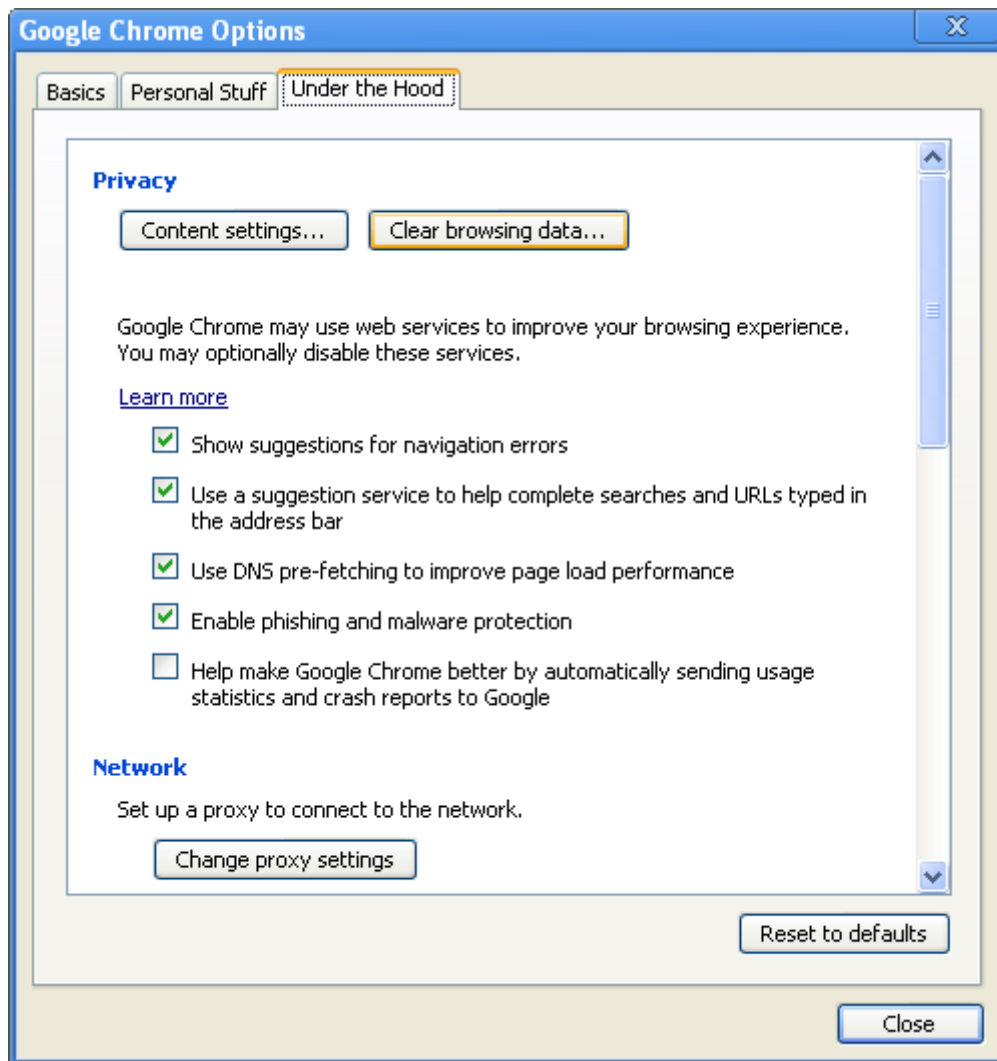 Google Chrome Options
Basics
Personal Stuff
Under the Hood
Privacy
Content settings...
Clear browsing data...
Google Chrome may use web services to improve your browsing experience.
You may optionally disable these services.
Learn more
Show suggestions for navigation errors
Use a suggestion service to help complete searches and URLs typed in
the address bar
Use DNS pre-fetching to improve page load performance
Enable phishing and malware protection
Help make Google Chrome better by automatically sending usage
statistics and crash reports to Google
Network
Set up a proxy to connect to the network.
Change proxy settings
Reset to defaults
Close